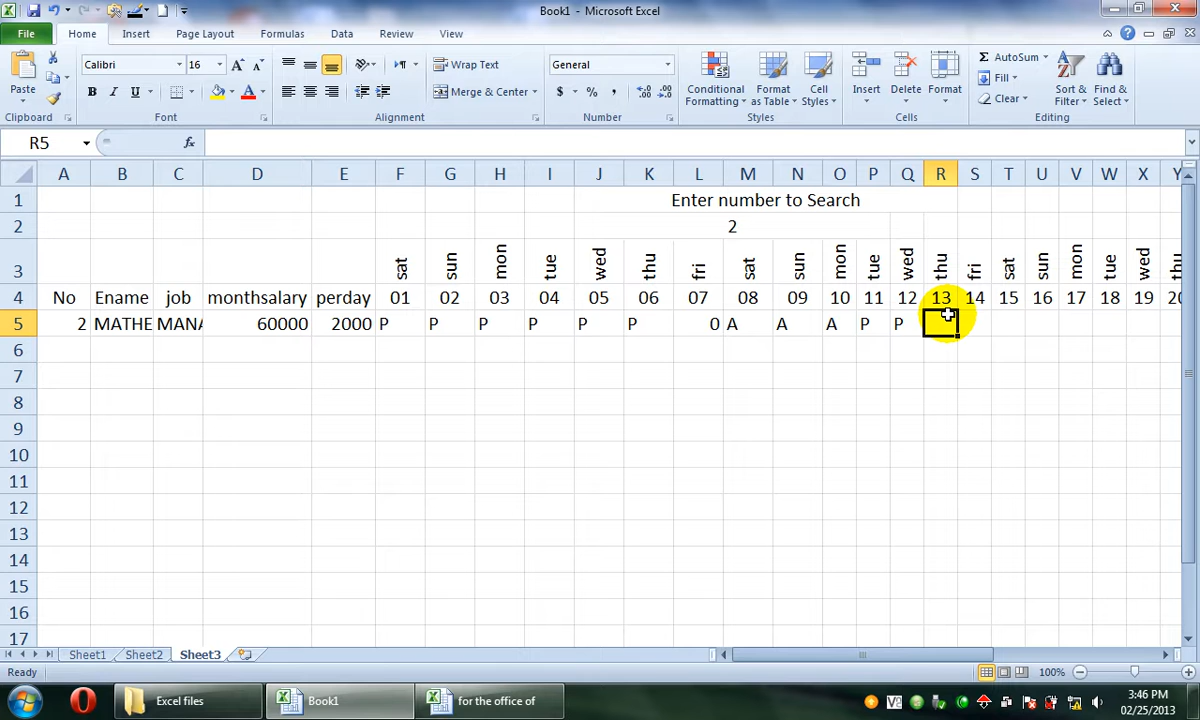 Book1 - Microsoft Excel
File Home Insert Page Layout Formulas Data Review View
Paste
Clipboard
Calibri 16
B I U
Font
Wrap Text
Merge & Center
Alignment
General
$ % ,
Number
Conditional Formatting
Format as Table
Cell Styles
Styles
Insert
Delete
Format
Cells
Σ AutoSum
Fill
Clear
Sort & Filter
Find & Select
Editing
R5 fx
A B C D E F G H I J K L M N O P Q R S T U V W X Y
1 Enter number to Search
2 2
3 sat sun mon tue wed thu fri sat sun mon tue wed thu fri sat sun mon tue wed thu
4 No Ename job monthsalary perday 01 02 03 04 05 06 07 08 09 10 11 12 13 14 15 16 17 18 19 20
5 2 MATHE MANA 60000 2000 P P P P P P 0 A A A P P
6
7
8
9
10
11
12
13
14
15
16
17
Sheet1 Sheet2 Sheet3
Ready 100%
Excel files Book1 for the office of
3:46 PM
02/25/2013